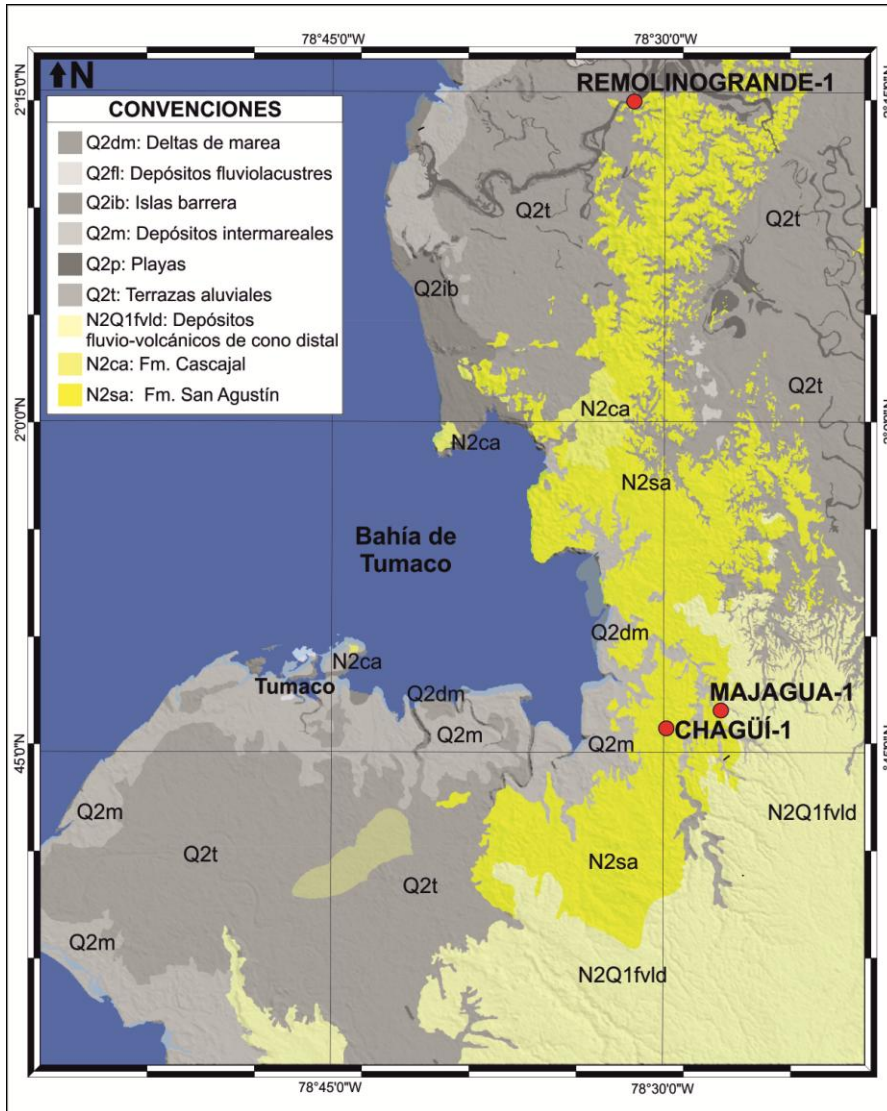 78°45'0"W
78°30'0"W
N
REMOLINOGRANDE-1
2°15'0"N
CONVENCIONES
Q2dm: Deltas de marea
Q2fl: Depósitos fluviolacustres
Q2ib: Islas barrera
Q2m: Depósitos intermareales
Q2p: Playas
Q2t: Terrazas aluviales
N2Q1fvld: Depósitos
fluvio-volcánicos de cono distal
N2ca: Fm. Cascajal
N2sa: Fm. San Agustín
Q2t
Q2t
Q2ib
Q2t
N2ca
2°0'0"N
2°0'0"N
N2ca
N2sa
Bahía de
Tumaco
Q2dm
N2ca
Tumaco
Q2dm
MAJAGUA-1
CHAGÜÍ-1
Q2m
Q2m
45'0"N
Q2m
N2Q1fvld
Q2t
N2sa
Q2t
Q2m
N2Q1fvld
78°45'0"W
78°30'0"W